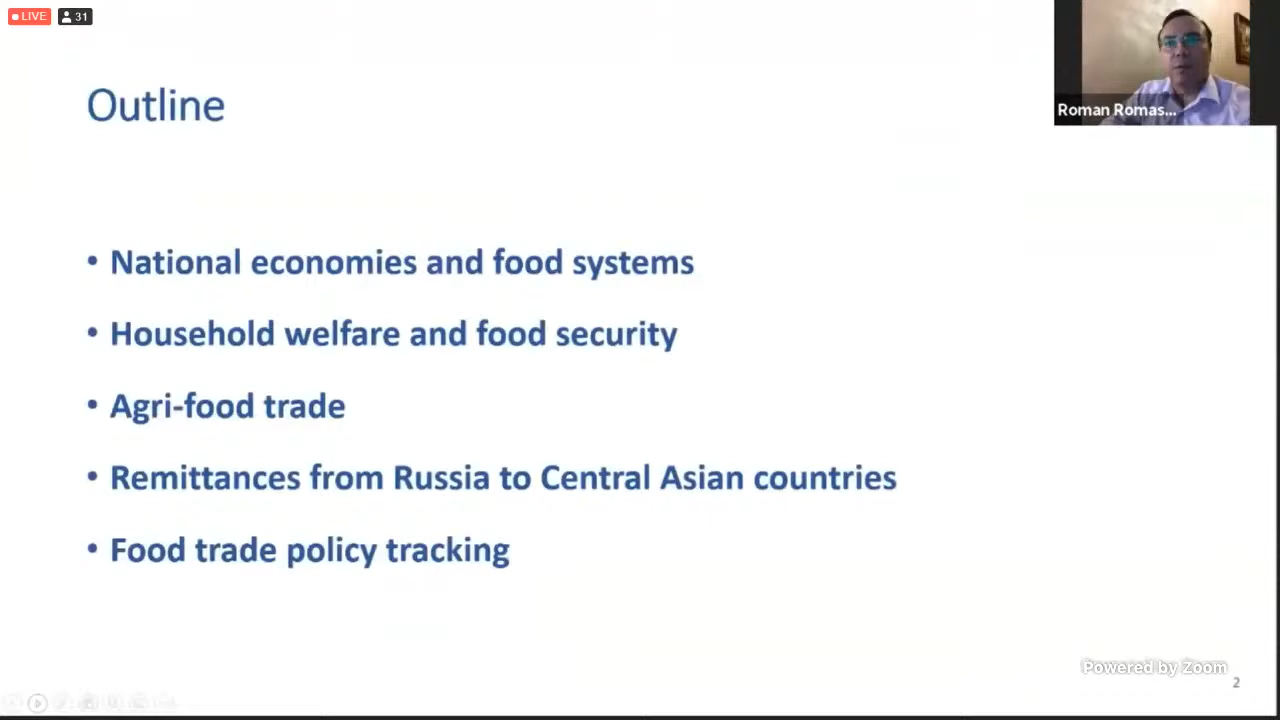 LIVE 31
Roman Romas...
Outline
• National economies and food systems
• Household welfare and food security
• Agri-food trade
• Remittances from Russia to Central Asian countries
• Food trade policy tracking
Powered by Zoom
2